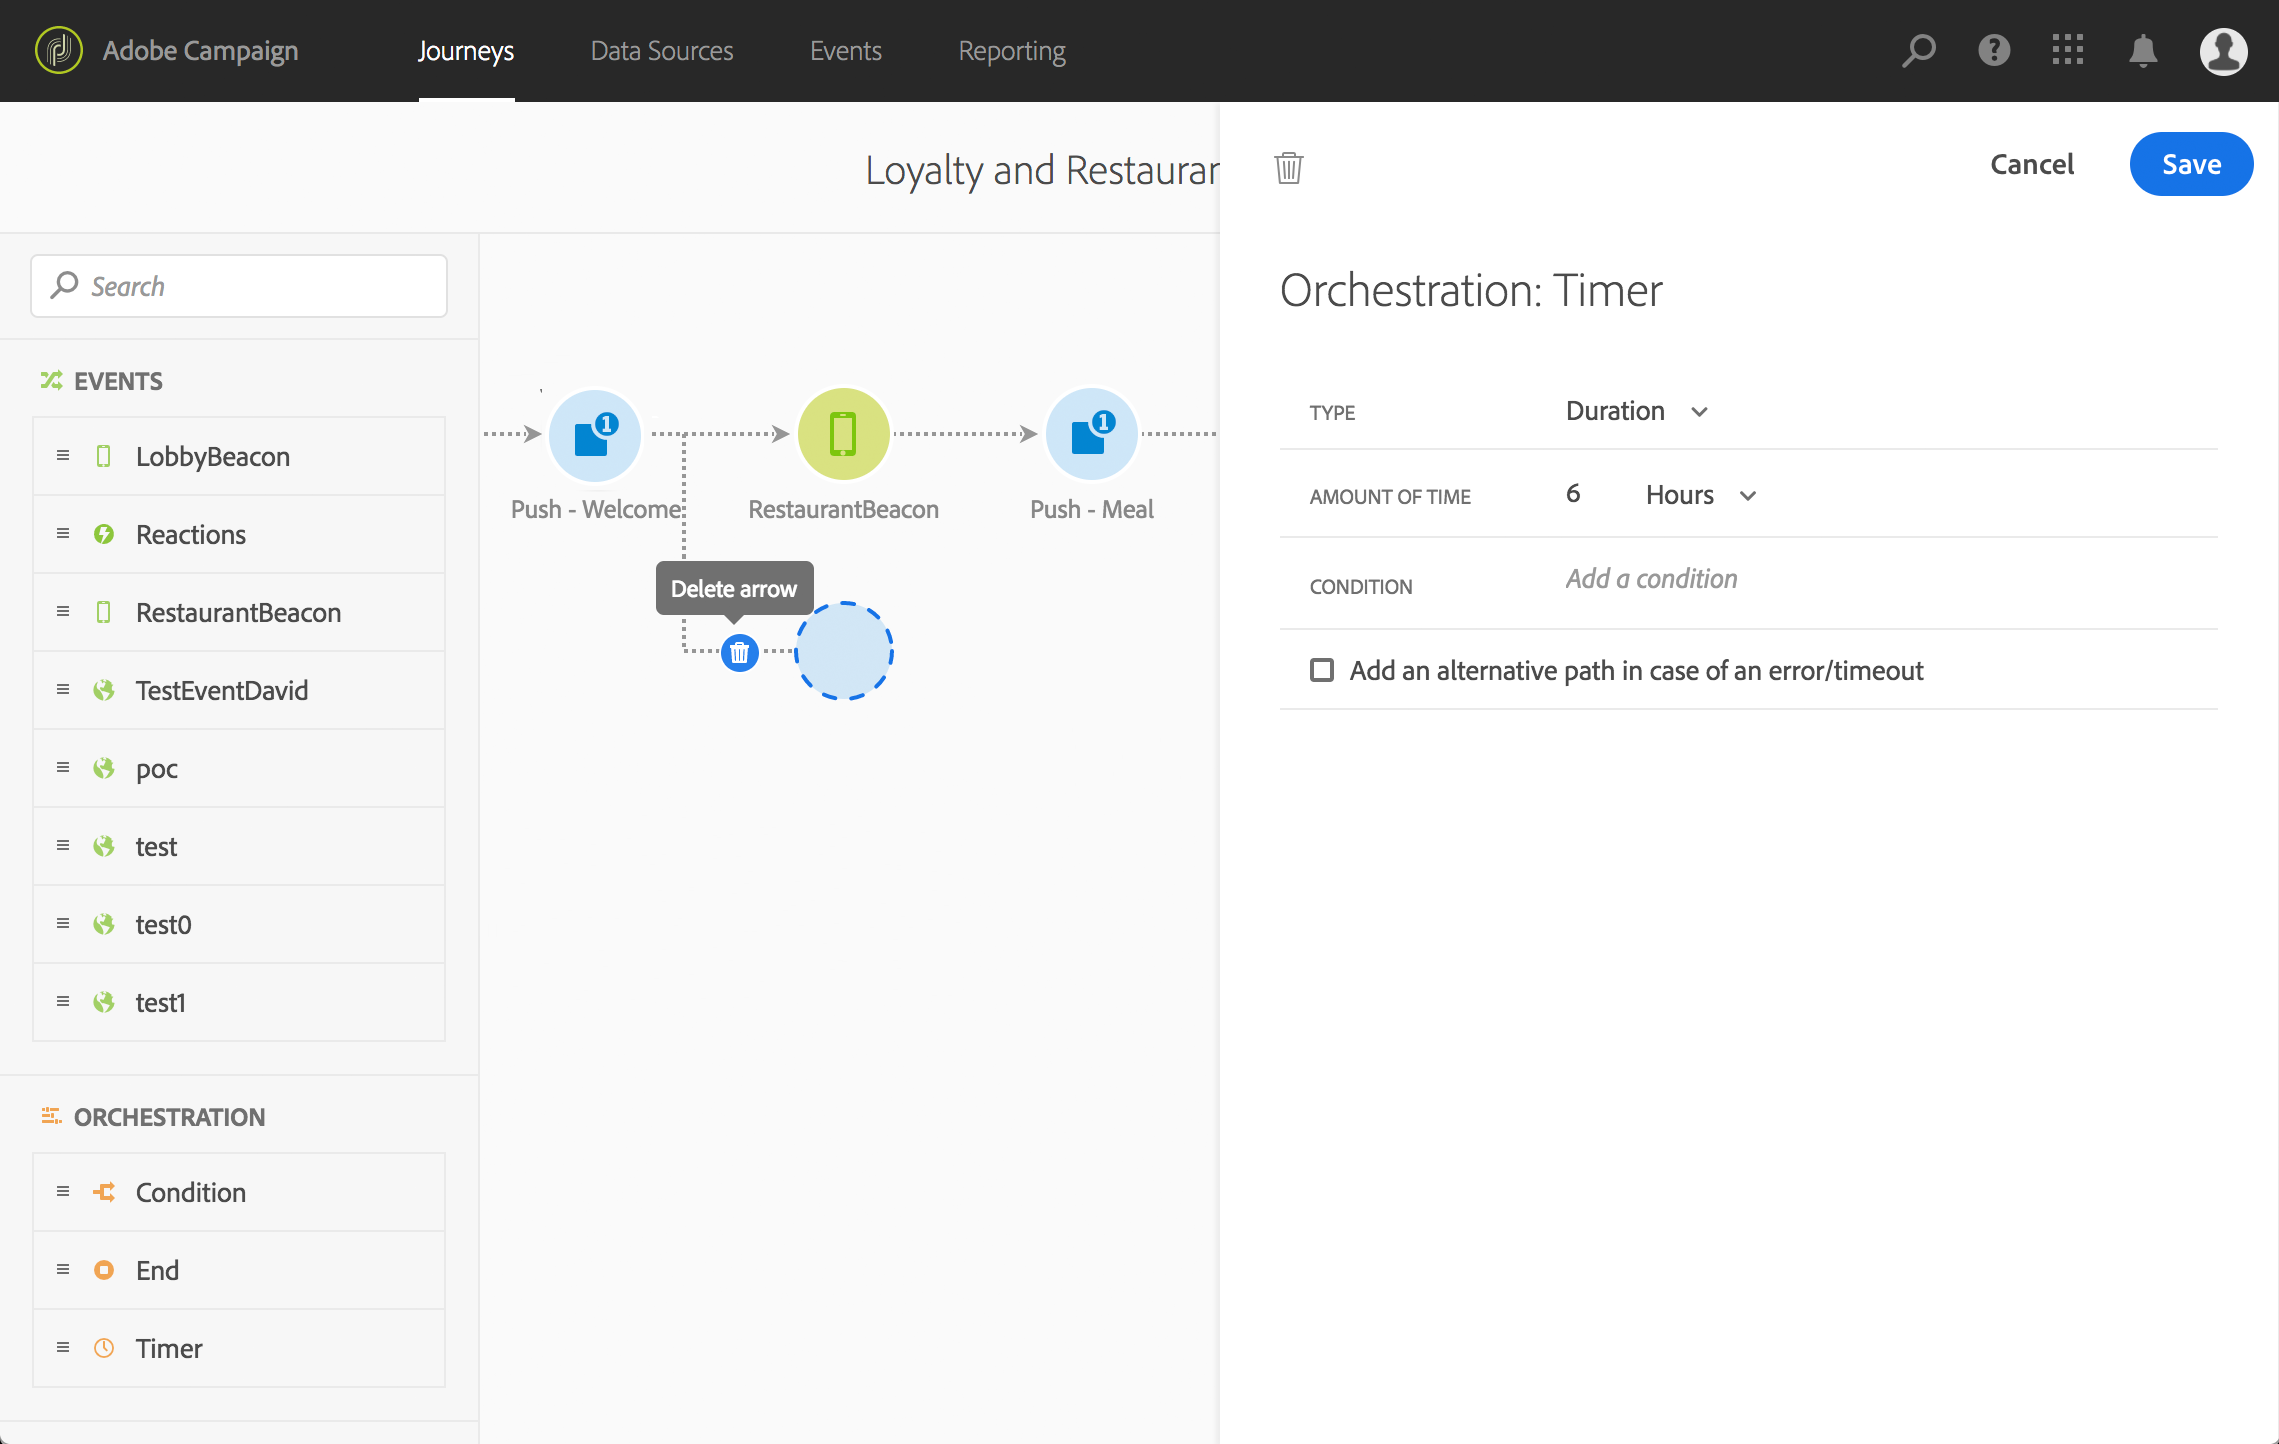 Adobe Campaign
Journeys
Data Sources
Events
Reporting
Loyalty and Restauran
Cancel
Save
Search
EVENTS
LobbyBeacon
Reactions
RestaurantBeacon
TestEventDavid
poc
test
test0
test1
ORCHESTRATION
Condition
End
Timer
1
Push - Welcome
RestaurantBeacon
1
Push - Meal
Delete arrow
Orchestration: Timer
TYPE
Duration
AMOUNT OF TIME
6
Hours
CONDITION
Add a condition
Add an alternative path in case of an error/timeout